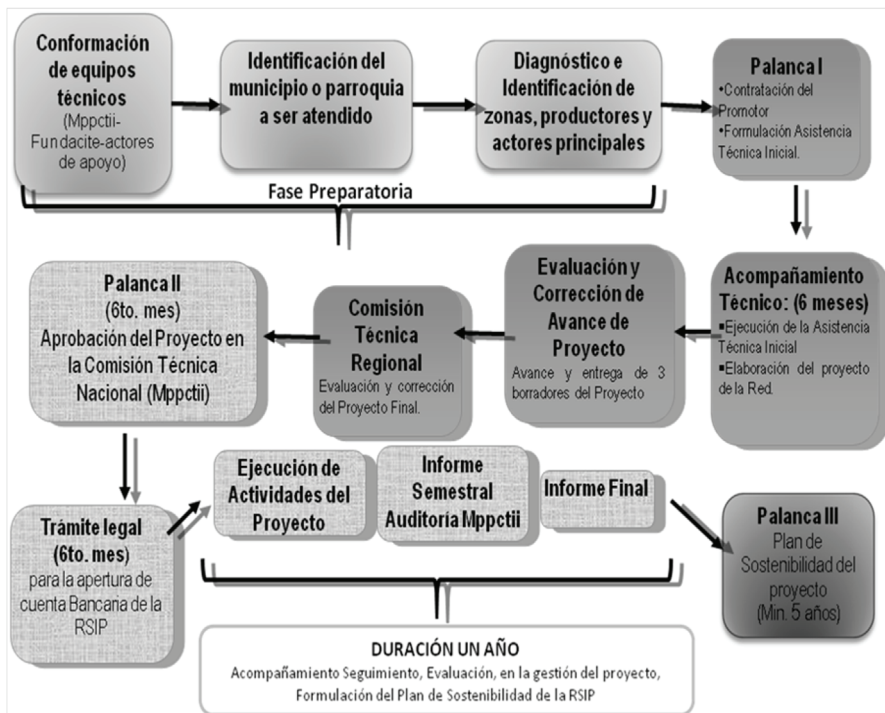 Conformación
de equipos
técnicos
(Mppctii-
Fundacite-actores
de apoyo)
Identificación del
municipio o parroquia
a ser atendido
Diagnóstico e
Identificación de
zonas, productores y
actores principales
Palanca I
•Contratación del
Promotor
•Formulación Asistencia
Técnica Inicial.
Fase Preparatoria
Acompañamiento
Técnico: (6 meses)
▪Ejecución de la Asistencia
Técnica Inicial
▪Elaboración del proyecto
de la Red.
Evaluación y
Corrección de
Avance de
Proyecto
Avance y entrega de 3
borradores del Proyecto
Comisión
Técnica
Regional
Evaluación y corrección
del Proyecto Final.
Palanca II
(6to. mes)
Aprobación del Proyecto en
la Comisión Técnica
Nacional (Mppctii)
Trámite legal
(6to. mes)
para la apertura de
cuenta Bancaria de la
RSIP
Ejecución de
Actividades del
Proyecto
Informe
Semestral
Auditoría Mppctii
Informe Final
Palanca III
Plan de
Sostenibilidad del
proyecto
(Min. 5 años)
DURACIÓN UN AÑO
Acompañamiento Seguimiento, Evaluación, en la gestión del proyecto,
Formulación del Plan de Sostenibilidad de la RSIP